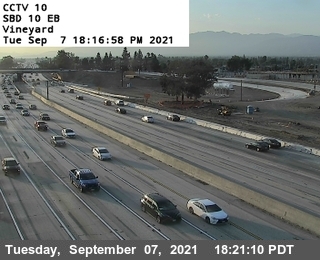 CCTV 10
SBD 10 EB
Vineyard
Tue Sep 7 18:16:58 PM 2021
Tuesday, September 07, 2021 18:21:10 PDT